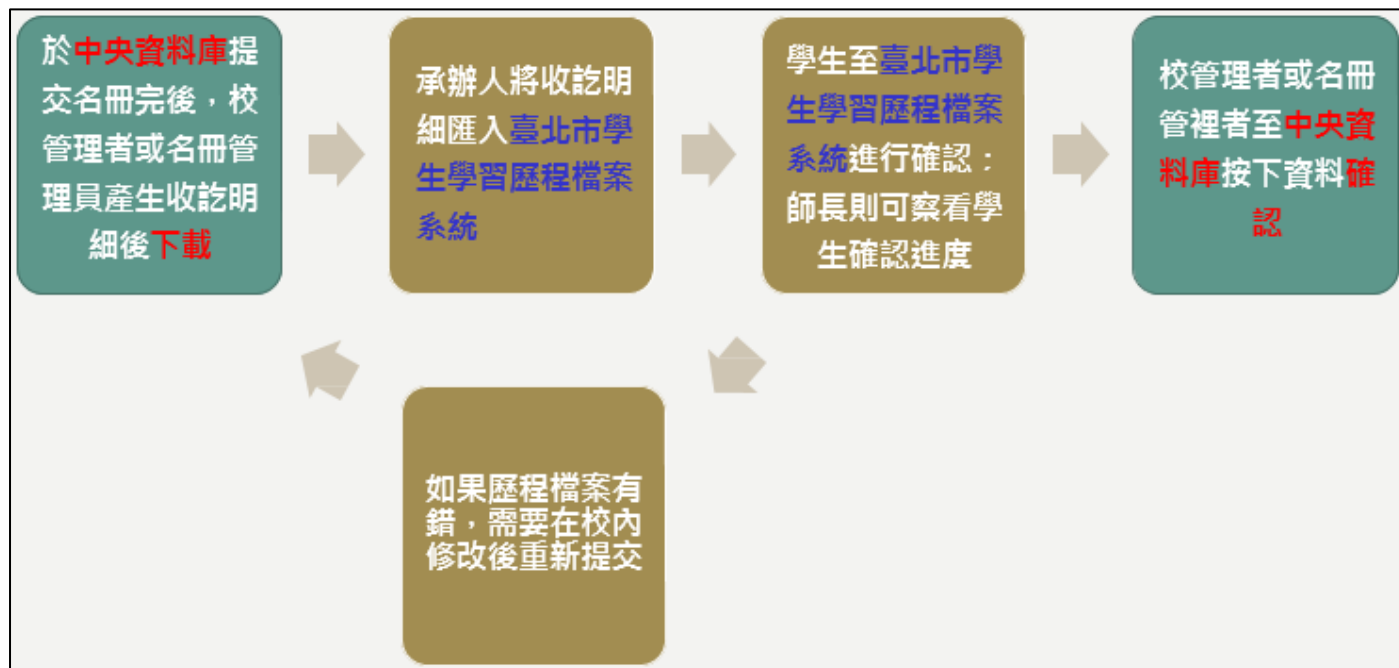 於中央資料庫提
交名冊完後，校
管理者或名冊管
理員產生收訖明
細後下載
承辦人將收訖明
細匯入臺北市學
生學習歷程檔案
系統
學生至臺北市學
生學習歷程檔案
系統進行確認；
師長則可察看學
生確認進度
校管理者或名冊
管裡者至中央資
料庫按下資料確
認
如果歷程檔案有
錯，需要在校內
修改後重新提交